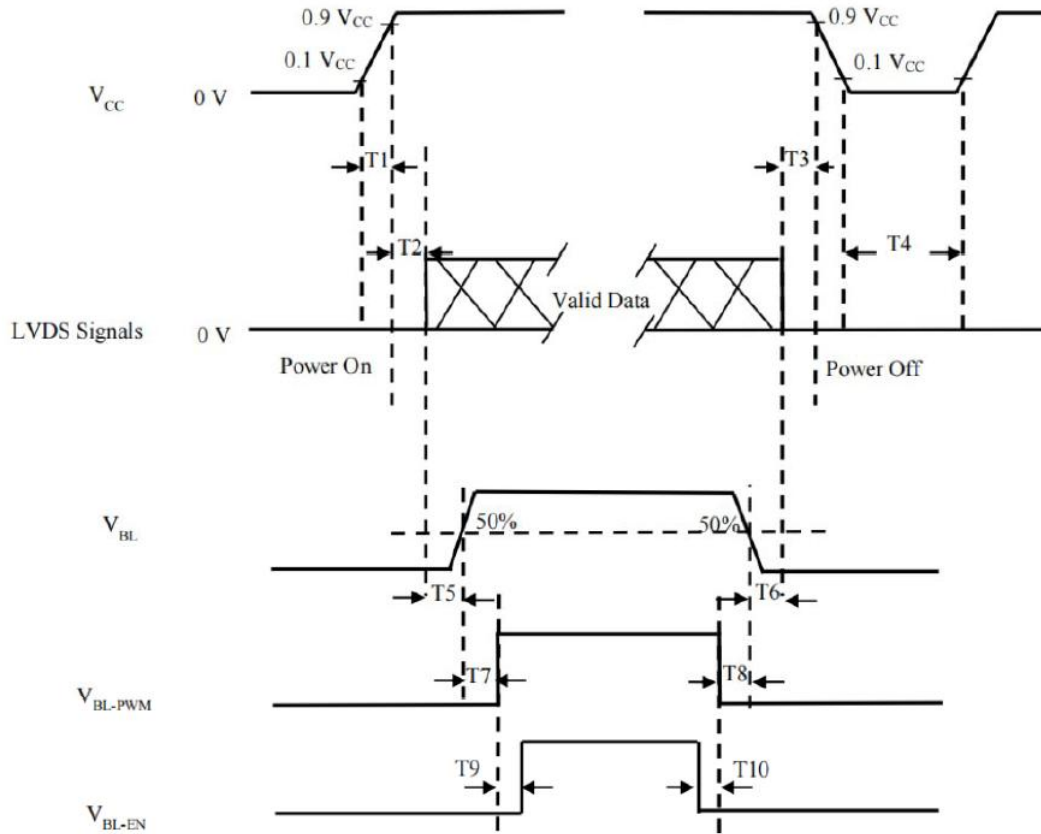 0.9 VCC
0.9 VCC
0.1 VCC
0.1 VCC
VCC
0 V
T1
T3
T2
T4
Valid Data
LVDS Signals
0 V
Power On
Power Off
VBL
50%
50%
T5
T6
T7
T8
VBL-PWM
T9
T10
VBL-EN